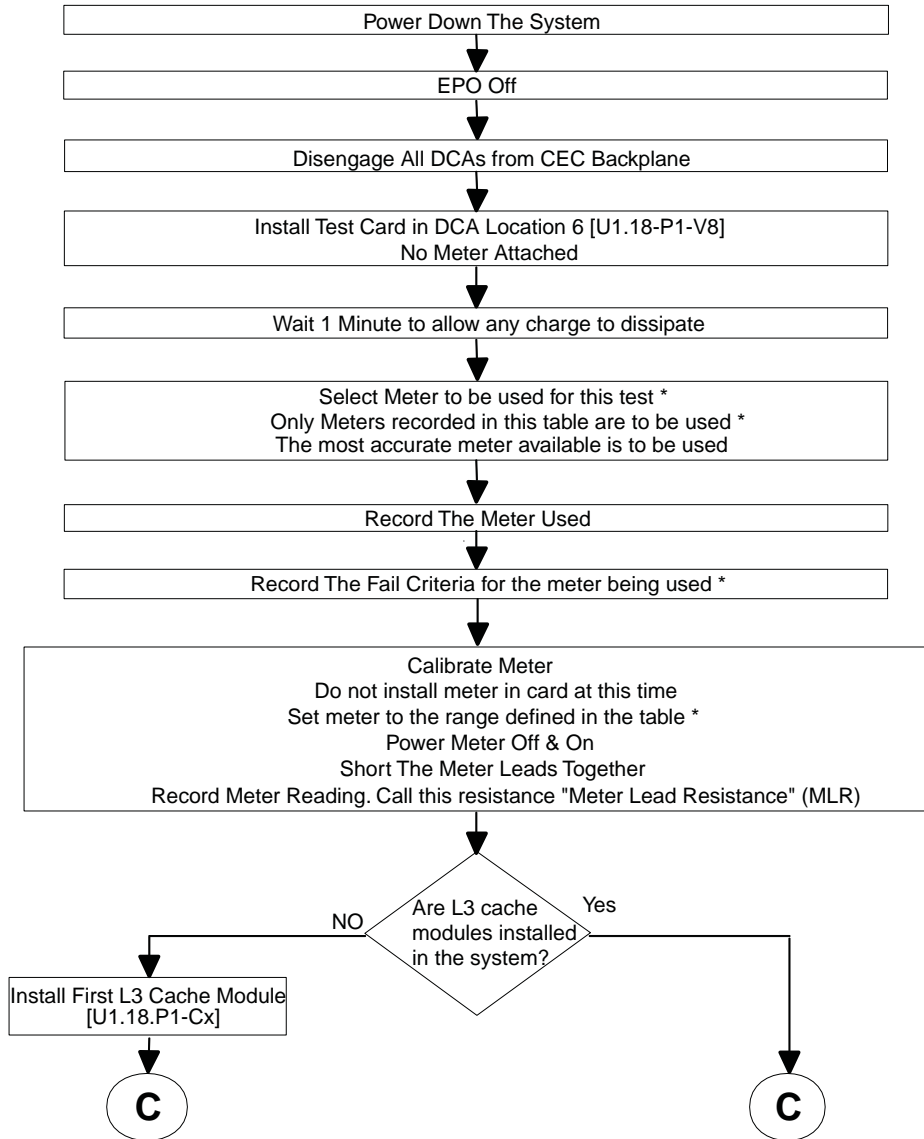 Power Down The System
EPO Off
Disengage All DCAs from CEC Backplane
Install Test Card in DCA Location 6 [U1.18-P1-V8]
No Meter Attached
Wait 1 Minute to allow any charge to dissipate
Select Meter to be used for this test *
Only Meters recorded in this table are to be used *
The most accurate meter available is to be used
Record The Meter Used
Record The Fail Criteria for the meter being used *
Calibrate Meter
Do not install meter in card at this time
Set meter to the range defined in the table *
Power Meter Off & On
Short The Meter Leads Together
Record Meter Reading. Call this resistance "Meter Lead Resistance" (MLR)
NO
Are L3 cache
modules installed
in the system?
Yes
Install First L3 Cache Module
[U1.18.P1-Cx]
C
C